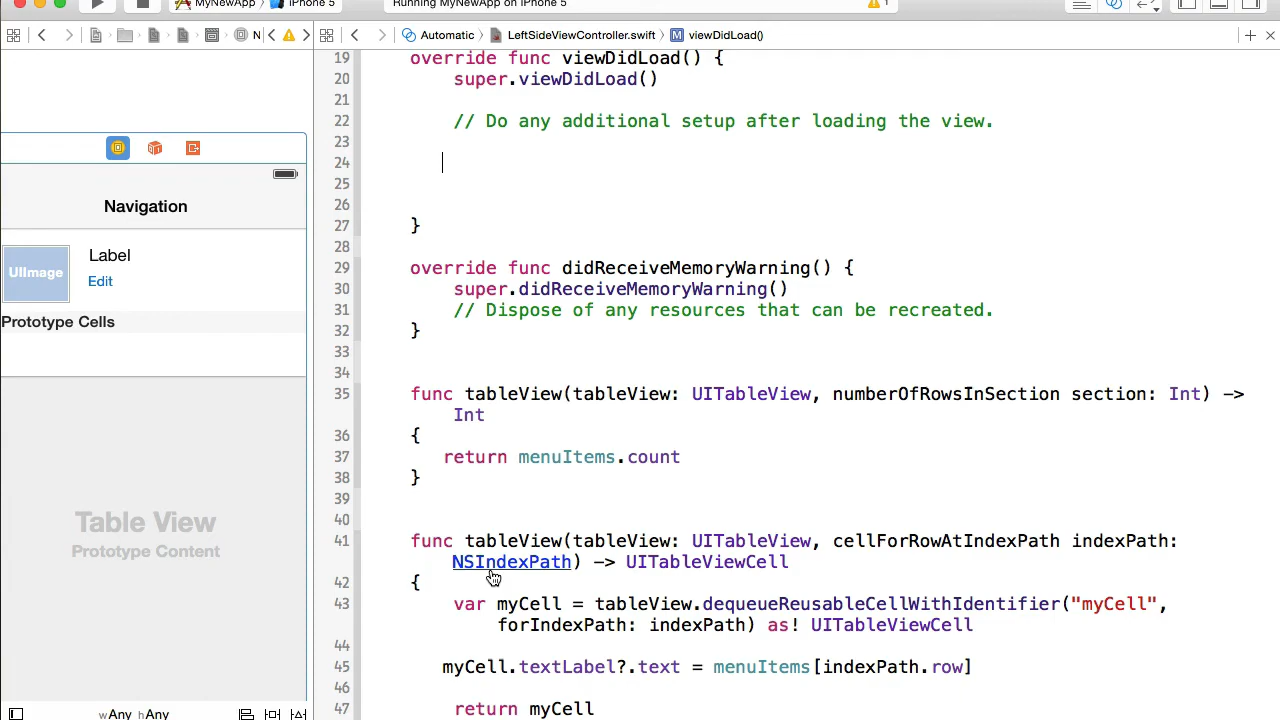 MyNewApp
iPhone 5
Running MyNewApp on iPhone 5
1
N
Automatic
LeftSideViewController.swift
M
viewDidLoad()
Navigation
UIImage
Label
Edit
Prototype Cells
Table View
Prototype Content
wAny hAny
19 override func viewDidLoad() {
20 super.viewDidLoad()
21
22 // Do any additional setup after loading the view.
23
24
25
26
27 }
28
29 override func didReceiveMemoryWarning() {
30 super.didReceiveMemoryWarning()
31 // Dispose of any resources that can be recreated.
32 }
33
34
35 func tableView(tableView: UITableView, numberOfRowsInSection section: Int) ->
Int
36 {
37 return menuItems.count
38 }
39
40
41 func tableView(tableView: UITableView, cellForRowAtIndexPath indexPath:
NSIndexPath) -> UITableViewCell
42 {
43 var myCell = tableView.dequeueReusableCellWithIdentifier("myCell",
forIndexPath: indexPath) as! UITableViewCell
44
45 myCell.textLabel?.text = menuItems[indexPath.row]
46
47 return myCell